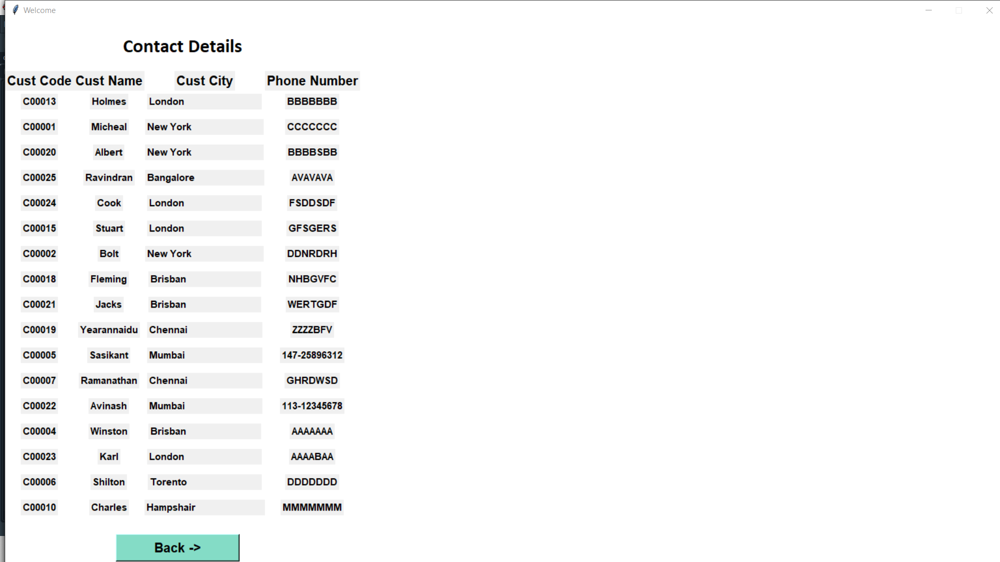 Welcome
Contact Details
Cust Code Cust Name Cust City Phone Number
C00013 Holmes London BBBBBBB
C00001 Micheal New York CCCCCCC
C00020 Albert New York BBBBSBB
C00025 Ravindran Bangalore AVAVAVA
C00024 Cook London FSDDSDF
C00015 Stuart London GFSGERS
C00002 Bolt New York DDNRDRH
C00018 Fleming Brisban NHBGVFC
C00021 Jacks Brisban WERTGDF
C00019 Yearannaidu Chennai ZZZZBFV
C00005 Sasikant Mumbai 147-25896312
C00007 Ramanathan Chennai GHRDWSD
C00022 Avinash Mumbai 113-12345678
C00004 Winston Brisban AAAAAAA
C00023 Karl London AAAABAA
C00006 Shilton Torento DDDDDDD
C00010 Charles Hampshair MMMMMMM
Back ->